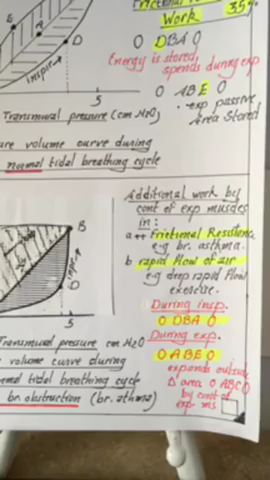 Frictional
Work 35%
O DBA O
Energy is stored,
spends during exp
O ABE O
· exp passive
Area Stored
E
D
inspir→
5
Transmural pressure (cm H2O)
volume curve during
normal tidal breathing cycle
Additional work by
cont of exp muscles
in:
a ++ Frictional Resistance
e.g br. asthma.
b rapid flow of air
e.g deep rapid flow
exercise.
During insp.
O DBA O
During exp.
O ABE O
expands outside
Δ area O ABC O
by cont of
exp ms
B
D
5
Transmural pressure cm H2O
volume curve during
tidal breathing cycle
br. obstruction (br. asthma)